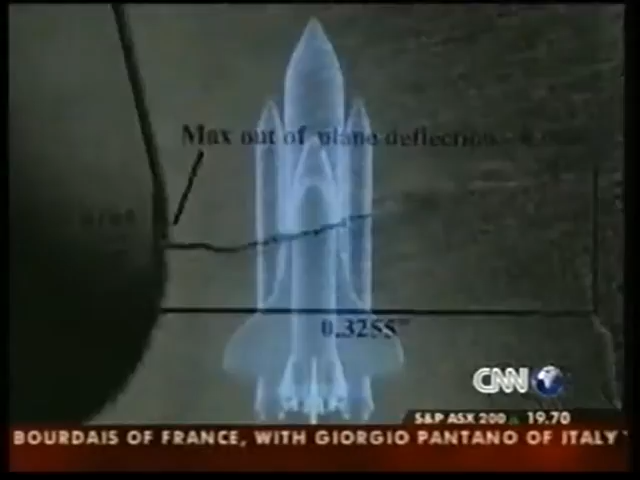 Max out of plane deflection
0.3255"
CNN
S&P ASX 200 19.70
BOURDAIS OF FRANCE, WITH GIORGIO PANTANO OF ITALY